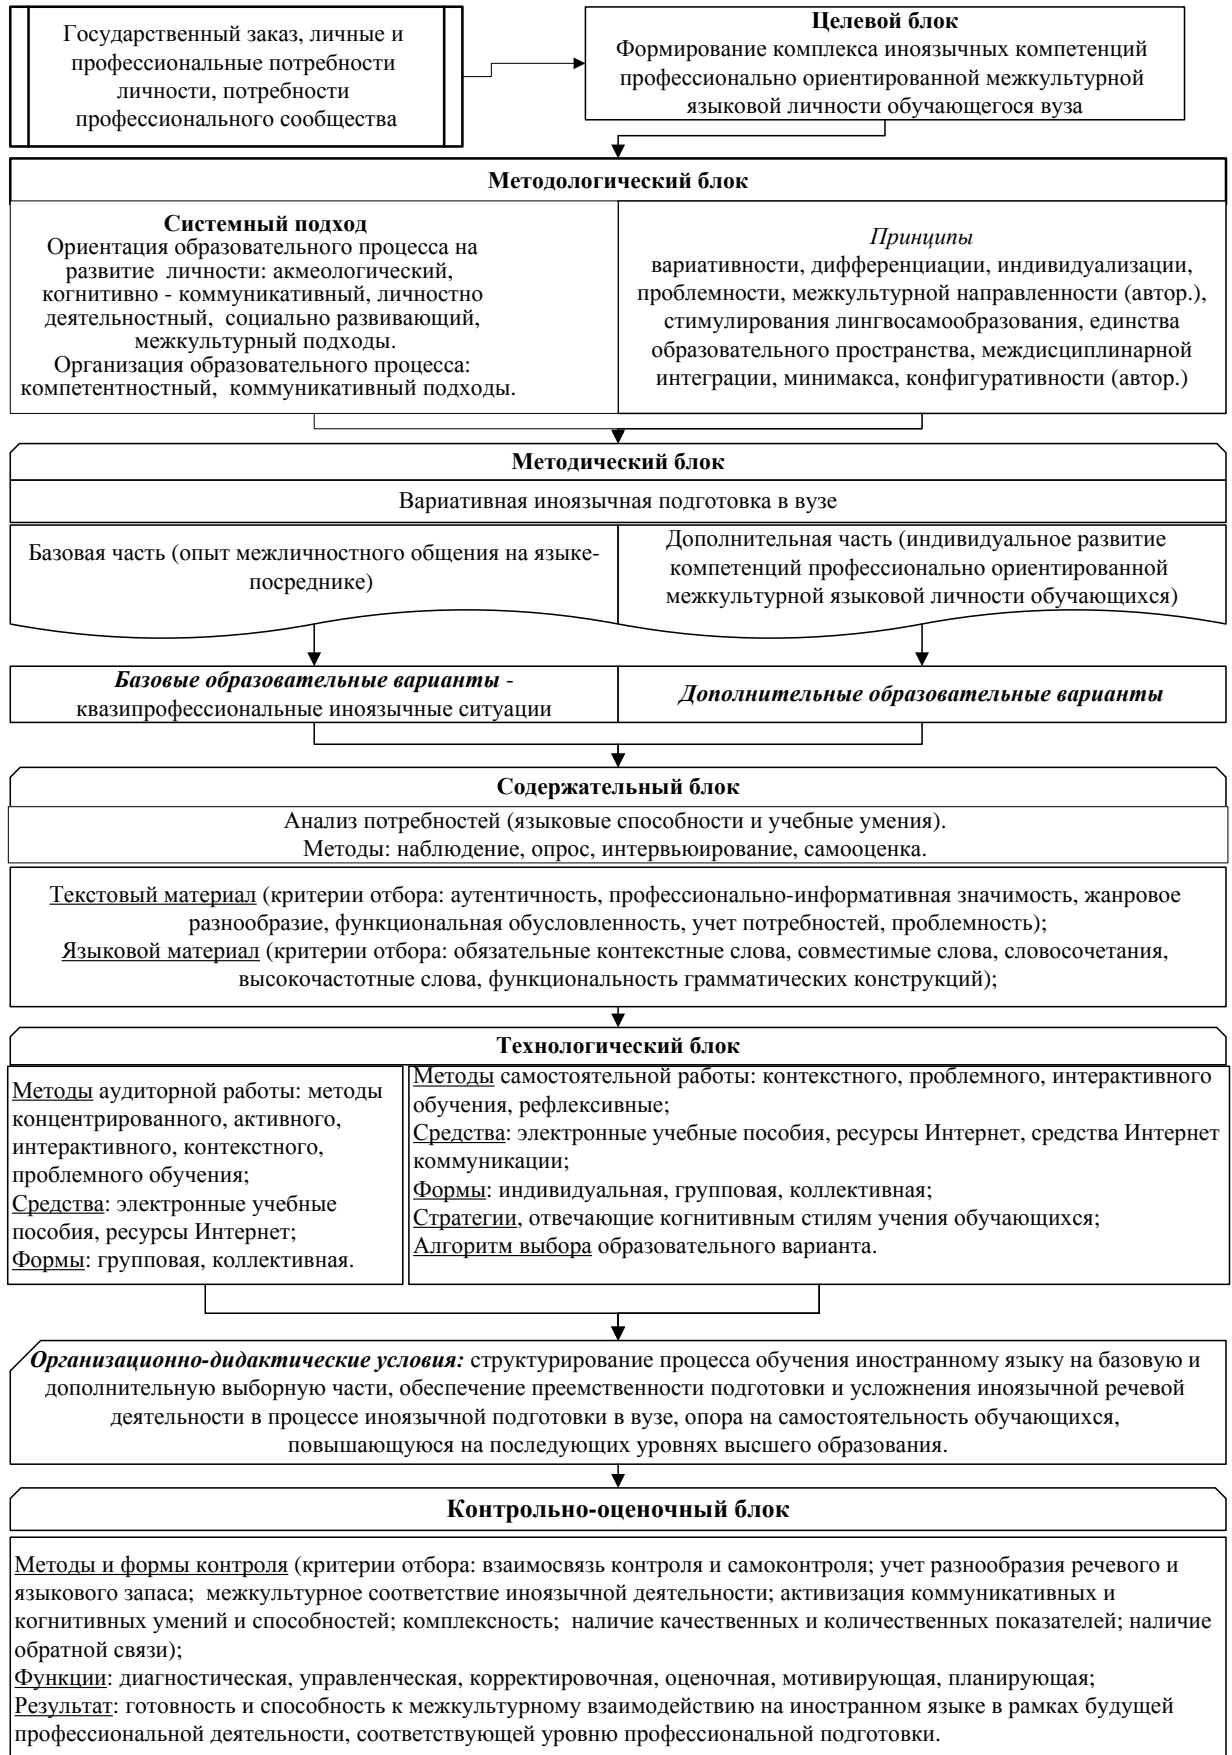 Государственный заказ, личные и
профессиональные потребности
личности, потребности
профессионального сообщества
Целевой блок
Формирование комплекса иноязычных компетенций
профессионально ориентированной межкультурной
языковой личности обучающегося вуза
Методологический блок
Системный подход
Ориентация образовательного процесса на
развитие личности: акмеологический,
когнитивно - коммуникативный, личностно
деятельностный, социально развивающий,
межкультурный подходы.
Организация образовательного процесса:
компетентностный, коммуникативный подходы.
Принципы
вариативности, дифференциации, индивидуализации,
проблемности, межкультурной направленности (автор.),
стимулирования лингвосамообразования, единства
образовательного пространства, междисциплинарной
интеграции, минимакса, конфигуративности (автор.)
Методический блок
Вариативная иноязычная подготовка в вузе
Базовая часть (опыт межличностного общения на языке-
посреднике)
Дополнительная часть (индивидуальное развитие
компетенций профессионально ориентированной
межкультурной языковой личности обучающихся)
Базовые образовательные варианты -
квазипрофессиональные иноязычные ситуации
Дополнительные образовательные варианты
Содержательный блок
Анализ потребностей (языковые способности и учебные умения).
Методы: наблюдение, опрос, интервьюирование, самооценка.
Текстовый материал (критерии отбора: аутентичность, профессионально-информативная значимость, жанровое
разнообразие, функциональная обусловленность, учет потребностей, проблемность);
Языковой материал (критерии отбора: обязательные контекстные слова, совместимые слова, словосочетания,
высокочастотные слова, функциональность грамматических конструкций);
Технологический блок
Методы аудиторной работы: методы
концентрированного, активного,
интерактивного, контекстного,
проблемного обучения;
Средства: электронные учебные
пособия, ресурсы Интернет;
Формы: групповая, коллективная.
Методы самостоятельной работы: контекстного, проблемного, интерактивного
обучения, рефлексивные;
Средства: электронные учебные пособия, ресурсы Интернет, средства Интернет
коммуникации;
Формы: индивидуальная, групповая, коллективная;
Стратегии, отвечающие когнитивным стилям учения обучающихся;
Алгоритм выбора образовательного варианта.
Организационно-дидактические условия: структурирование процесса обучения иностранному языку на базовую и
дополнительную выборную части, обеспечение преемственности подготовки и усложнения иноязычной речевой
деятельности в процессе иноязычной подготовки в вузе, опора на самостоятельность обучающихся,
повышающуюся на последующих уровнях высшего образования.
Контрольно-оценочный блок
Методы и формы контроля (критерии отбора: взаимосвязь контроля и самоконтроля; учет разнообразия речевого и
языкового запаса; межкультурное соответствие иноязычной деятельности; активизация коммуникативных и
когнитивных умений и способностей; комплексность; наличие качественных и количественных показателей; наличие
обратной связи);
Функции: диагностическая, управленческая, корректировочная, оценочная, мотивирующая, планирующая;
Результат: готовность и способность к межкультурному взаимодействию на иностранном языке в рамках будущей
профессиональной деятельности, соответствующей уровню профессиональной подготовки.